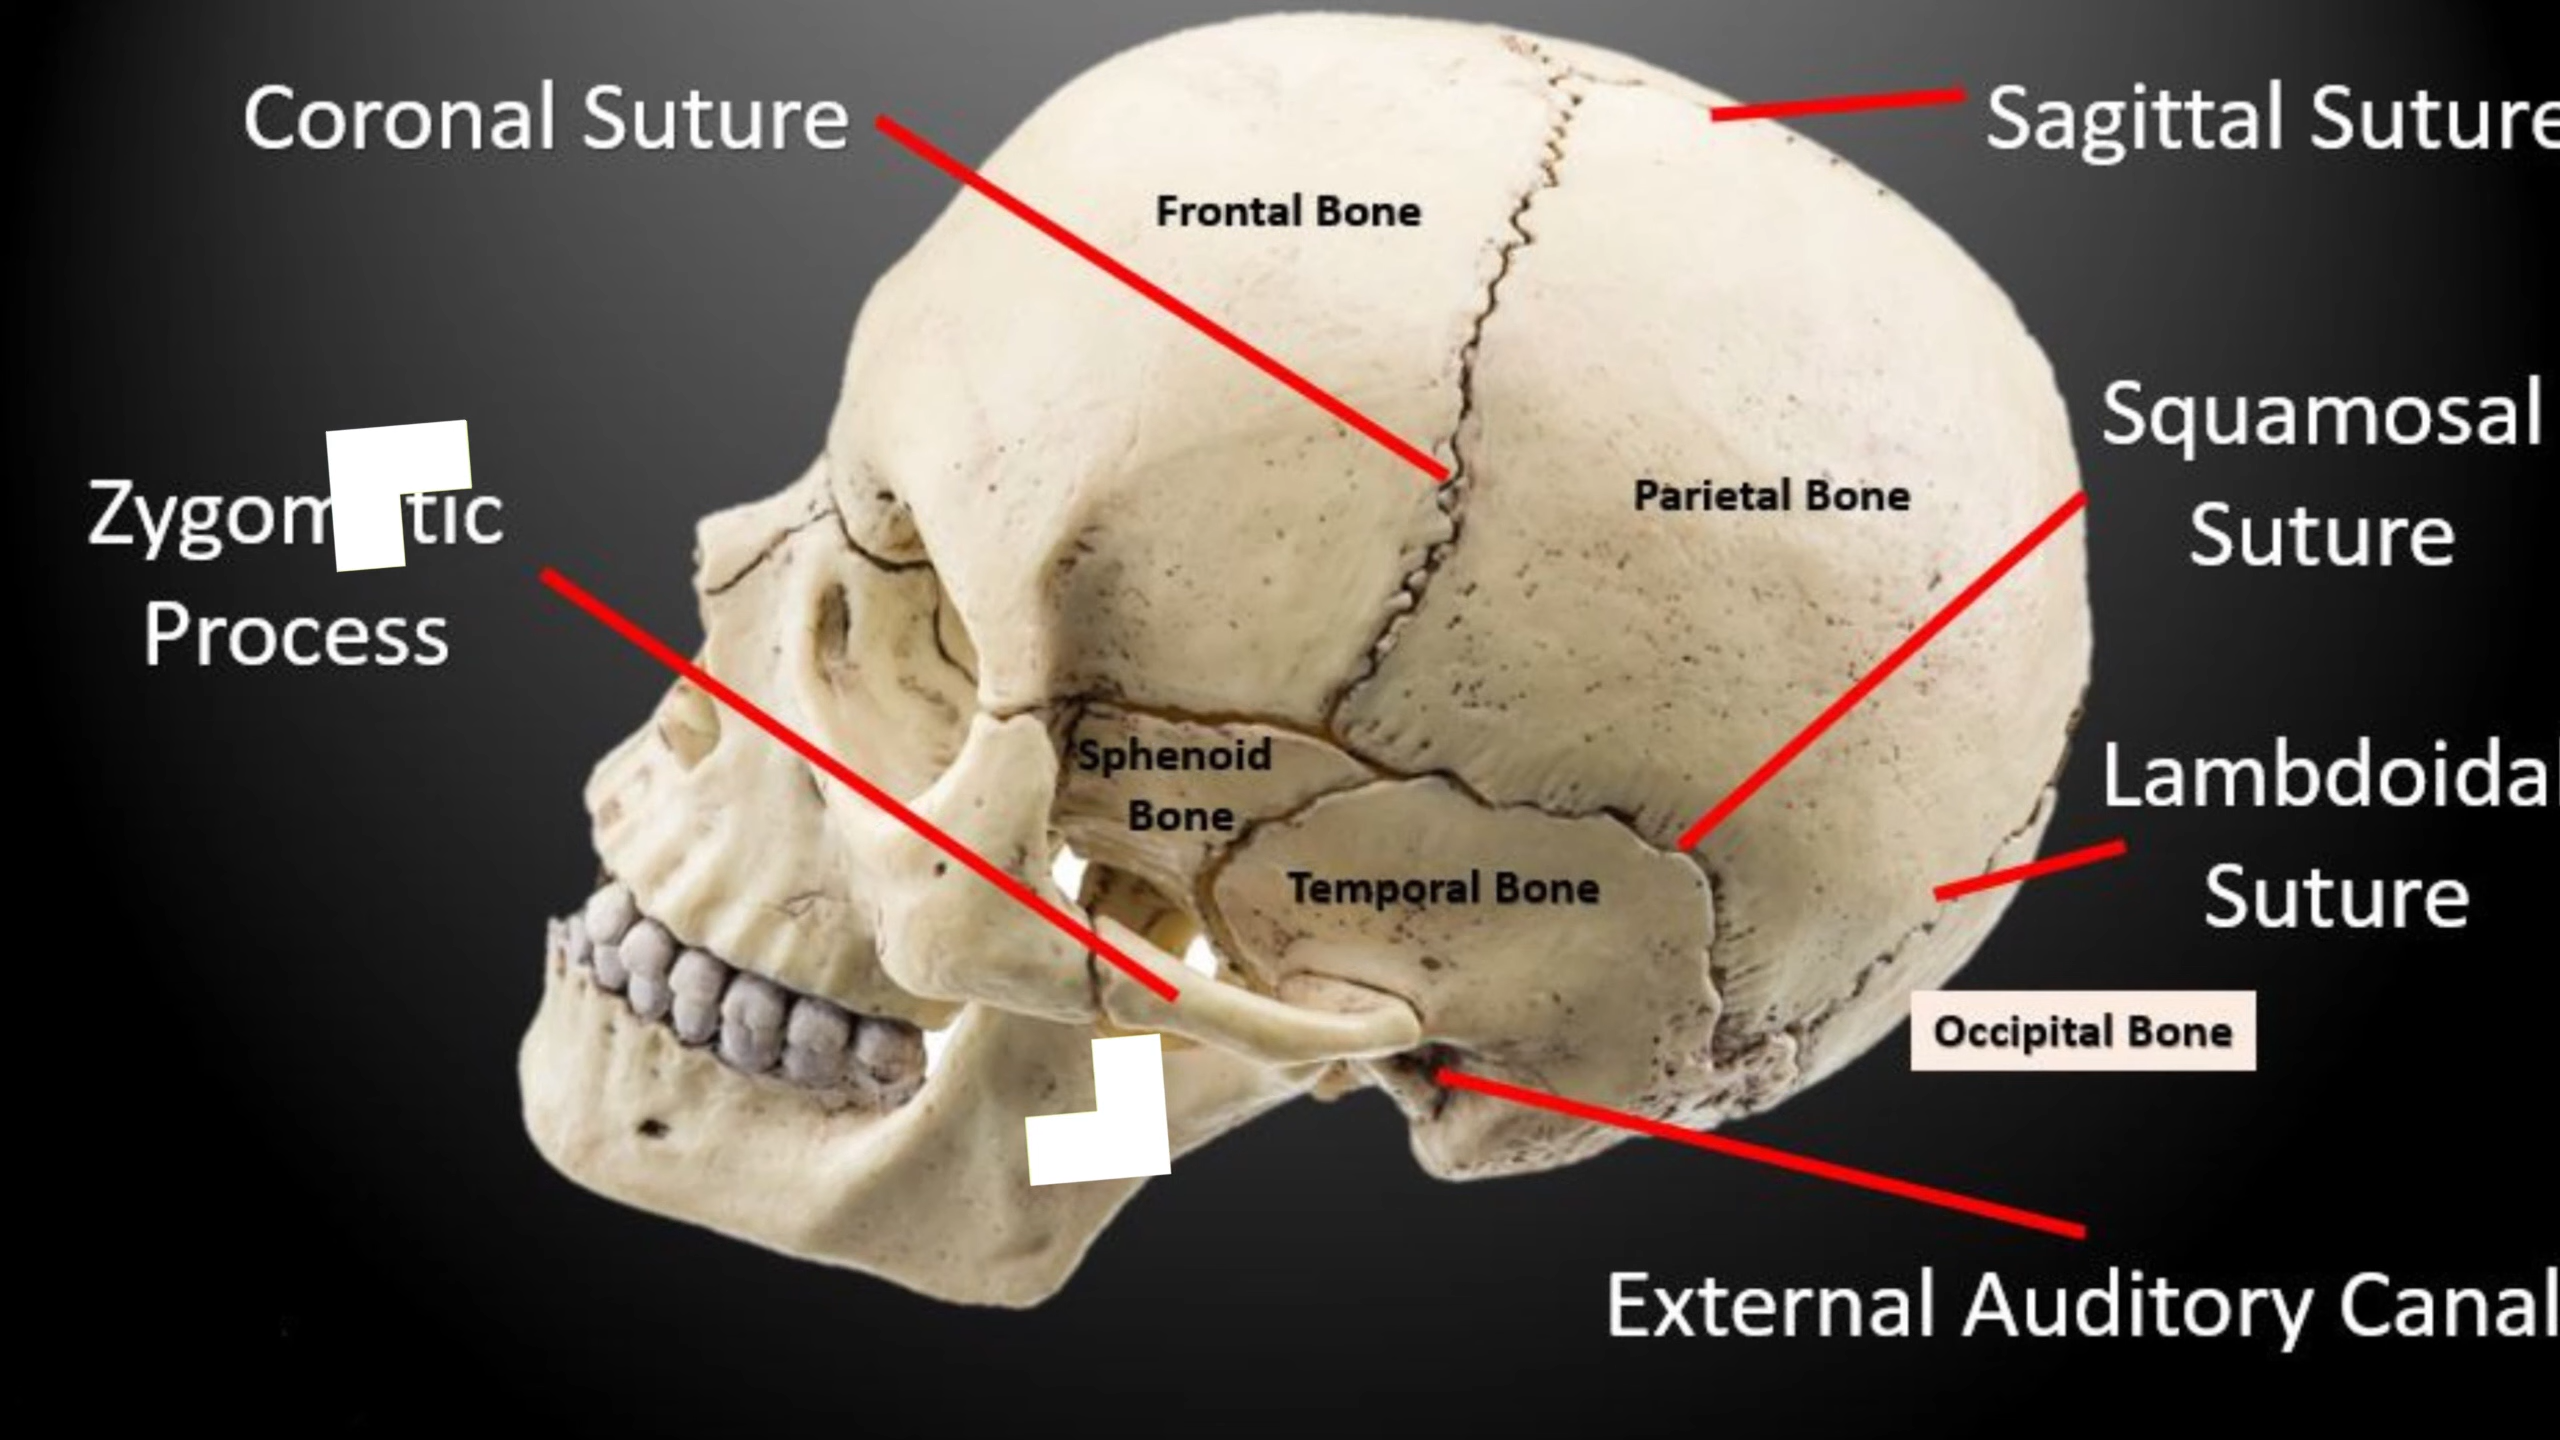 Coronal Suture
Sagittal Suture
Frontal Bone
Squamosal
Suture
Parietal Bone
Process
Sphenoid
Bone
Lambdoidal
Suture
Temporal Bone
Occipital Bone
External Auditory Canal